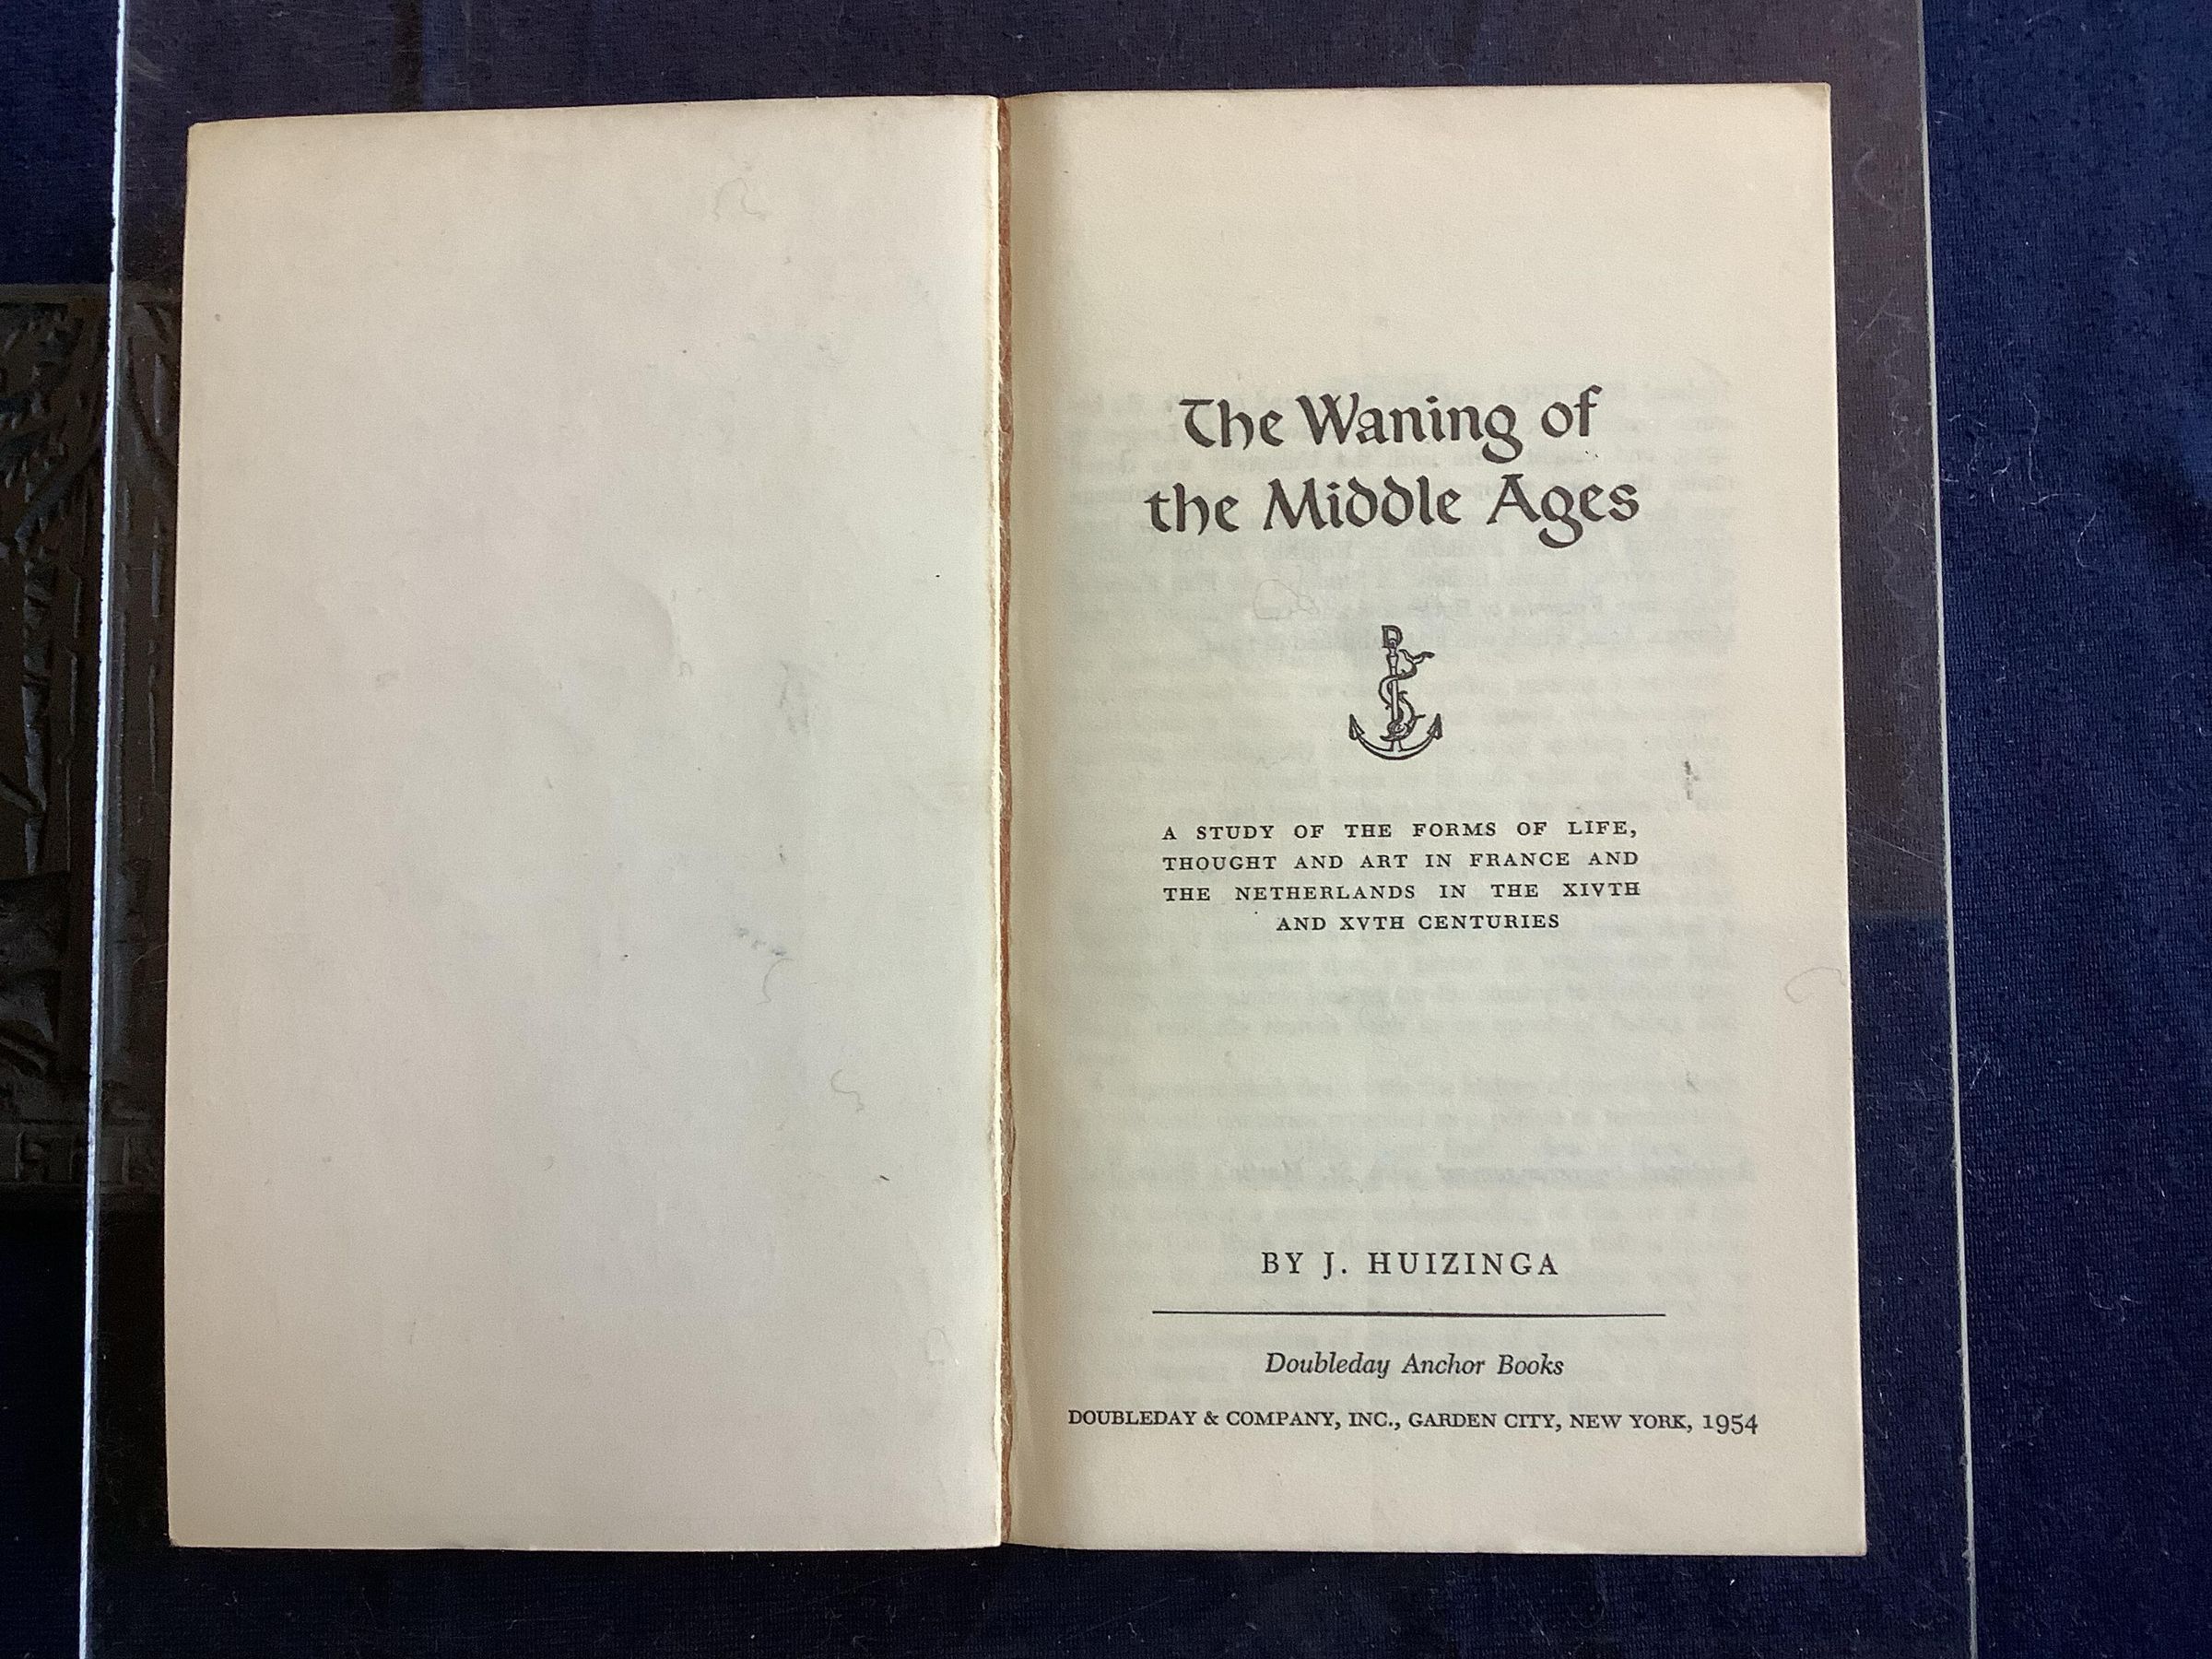 The Waning of
the Middle Ages
D
A STUDY OF THE FORMS OF LIFE,
THOUGHT AND ART IN FRANCE AND
THE NETHERLANDS IN THE XIVTH
AND XVTH CENTURIES
BY J. HUIZINGA
Doubleday Anchor Books
DOUBLEDAY & COMPANY, INC., GARDEN CITY, NEW YORK, 1954